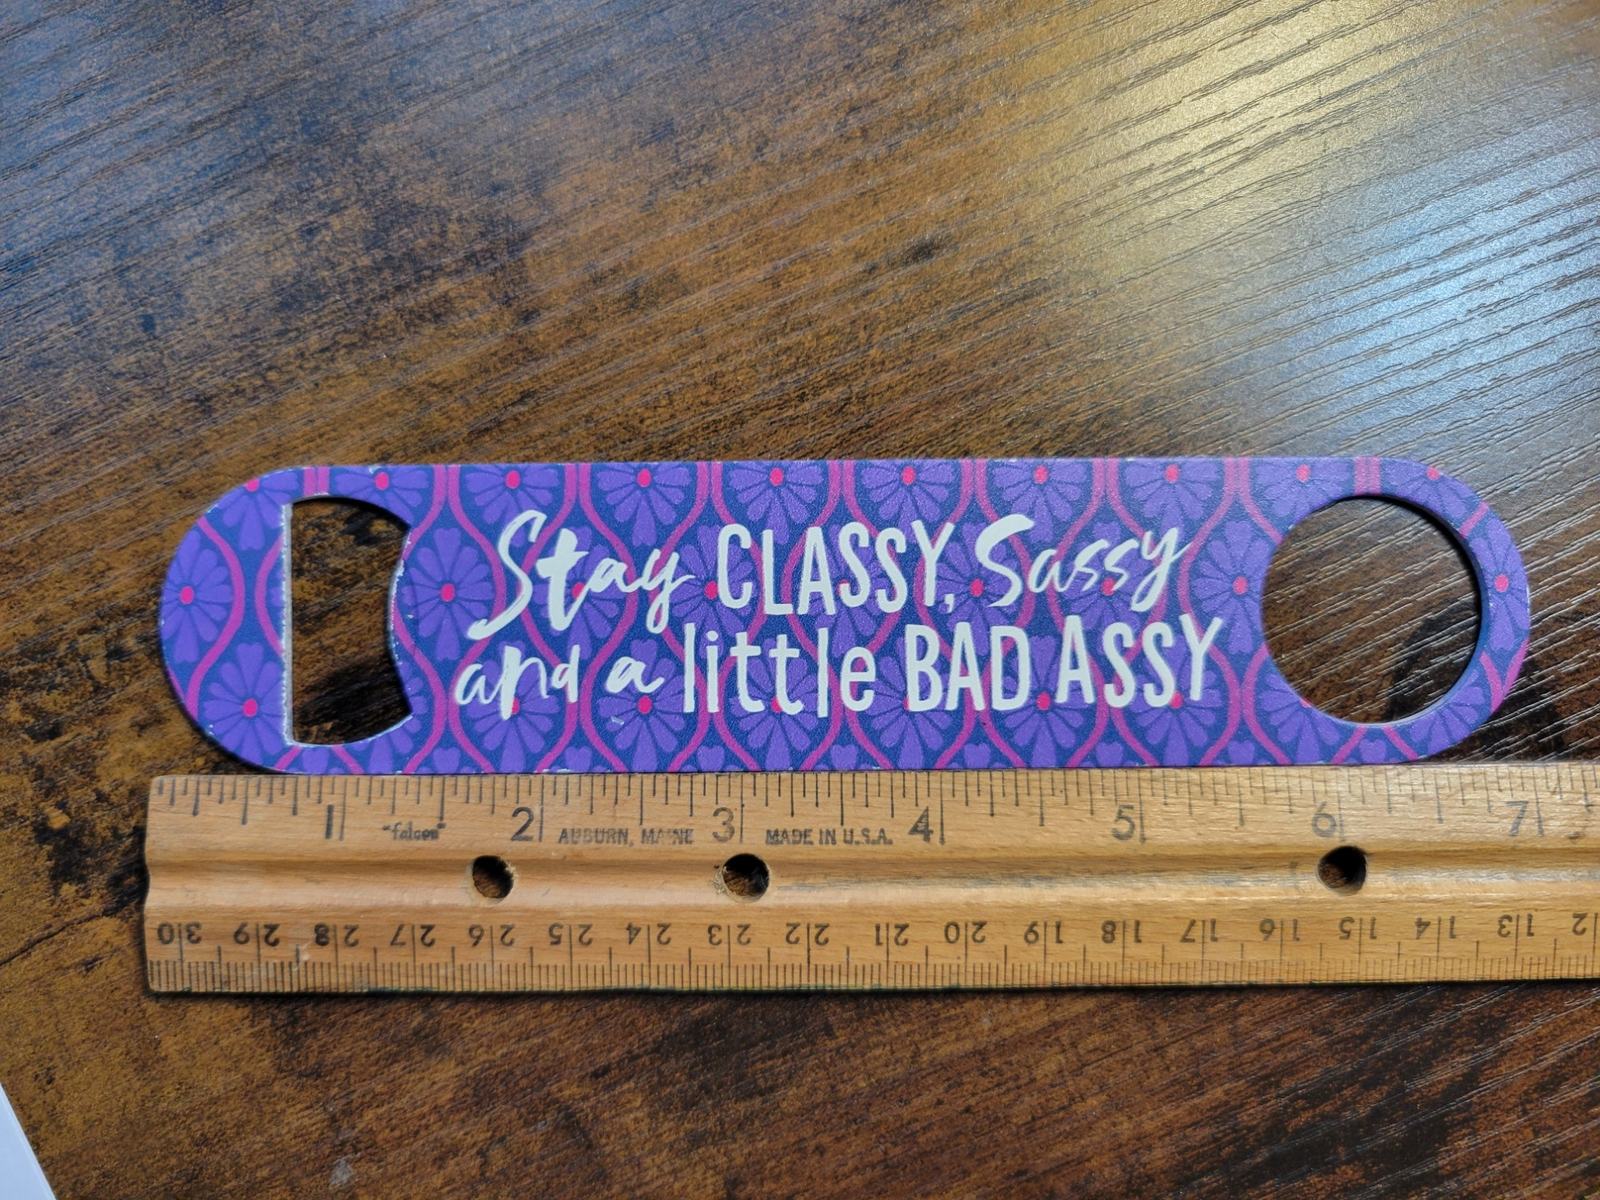 Stay CLASSY, Sassy
and a little BAD ASSY
1 2 3 4 5 6 7
"falcon" AUBURN, MAINE MADE IN U.S.A.
30 29 28 27 26 25 24 23 22 21 20 19 18 17 16 15 14 13 12